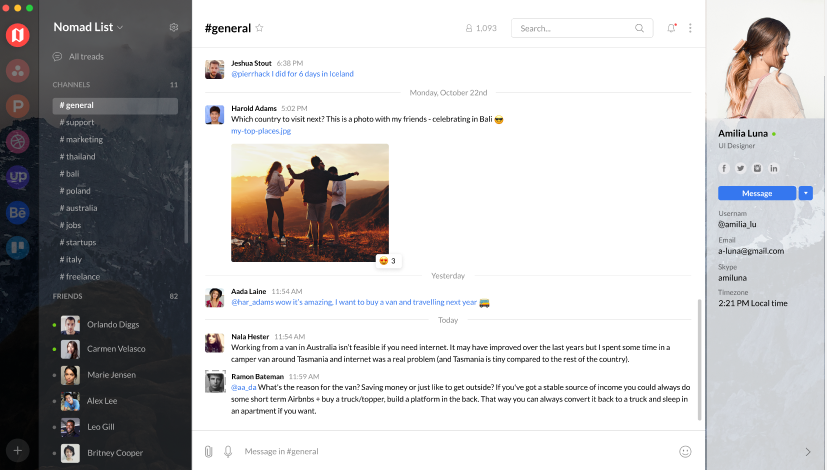 Nomad List
All treads
CHANNELS 11
# general
# support
# marketing
# thailand
# bali
# poland
# australia
# jobs
# startups
# italy
# freelance
FRIENDS 82
Orlando Diggs
Carmen Velasco
Marie Jensen
Alex Lee
Leo Gill
Britney Cooper
P
up
Bē
#general
1,093
Search...
Jeshua Stout 6:38 PM
@pierrhack I did for 6 days in Iceland
Monday, October 22nd
Harold Adams 5:02 PM
Which country to visit next? This is a photo with my friends - celebrating in Bali 😎
my-top-places.jpg
😍 3
Yesterday
Aada Laine 11:54 AM
@har_adams wow it's amazing, I want to buy a van and travelling next year 🚌
Today
Nala Hester 11:54 AM
Working from a van in Australia isn't feasible if you need internet. It may have improved over the last years but I spent some time in a
camper van around Tasmania and internet was a real problem (and Tasmania is tiny compared to the rest of the country).
Ramon Bateman 11:59 AM
@aa_da What's the reason for the van? Saving money or just like to get outside? If you've got a stable source of income you could always do
some short term Airbnbs + buy a truck/topper, build a platform in the back. That way you can always convert it back to a truck and sleep in
an apartment if you want.
Message in #general
Amilia Luna
UI Designer
Message
Usernam
@amilia_lu
Email
a-luna@gmail.com
Skype
amiluna
Timezone
2:21 PM Local time